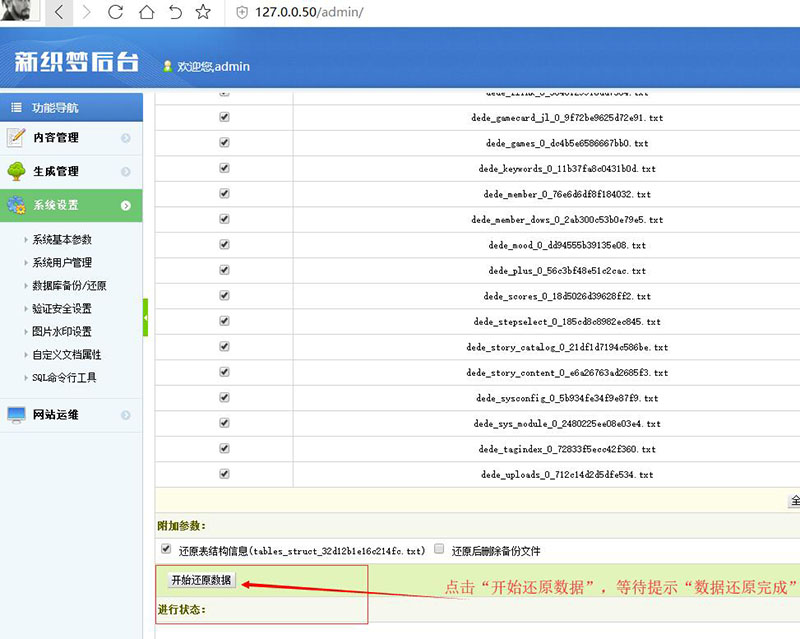 127.0.0.50/admin/
新织梦后台
欢迎您,admin
功能导航
内容管理
生成管理
系统设置
系统基本参数
系统用户管理
数据库备份/还原
验证安全设置
图片水印设置
自定义文档属性
SQL命令行工具
网站运维
dede_gamecard_jl_0_9f72be9625d72e91.txt
dede_games_0_dc4b5e6586667bb0.txt
dede_keywords_0_11b37fa8c0431b0d.txt
dede_member_0_76e6d6df8f184032.txt
dede_member_dows_0_2ab300c53b0e79e5.txt
dede_mood_0_dd94555b39135e08.txt
dede_plus_0_56c3bf48e51c2cac.txt
dede_scores_0_18d5026d39628ff2.txt
dede_stepselect_0_185cd8c8982ec845.txt
dede_story_catalog_0_21df1d7194c586be.txt
dede_story_content_0_e6a26763ad2685f3.txt
dede_sysconfig_0_5b934fe34f9e87f9.txt
dede_sys_module_0_2480225ee08e03e4.txt
dede_tagindex_0_72833f5ecc42f360.txt
dede_uploads_0_712c14d2d5dfe534.txt
全
附加参数：
还原表结构信息(tables_struct_32d12b1e16c214fc.txt) 还原后删除备份文件
开始还原数据
点击“开始还原数据”，等待提示“数据还原完成”
进行状态：